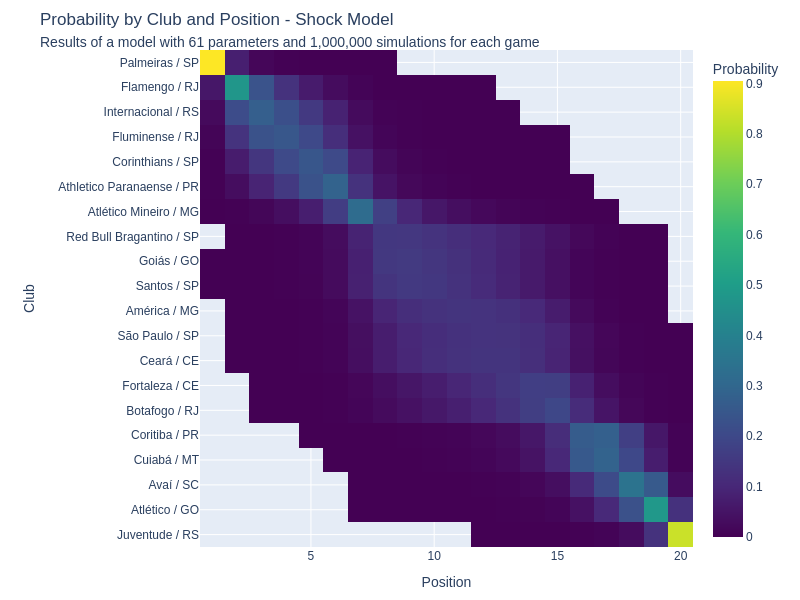 Probability by Club and Position - Shock Model
Results of a model with 61 parameters and 1,000,000 simulations for each game
Probability
Palmeiras / SP
Flamengo / RJ
Internacional / RS
Fluminense / RJ
Corinthians / SP
Athletico Paranaense / PR
Atlético Mineiro / MG
Red Bull Bragantino / SP
Goiás / GO
Santos / SP
América / MG
São Paulo / SP
Ceará / CE
Fortaleza / CE
Botafogo / RJ
Coritiba / PR
Cuiabá / MT
Avaí / SC
Atlético / GO
Juventude / RS
Club
5
10
15
20
Position
0.9
0.8
0.7
0.6
0.5
0.4
0.3
0.2
0.1
0